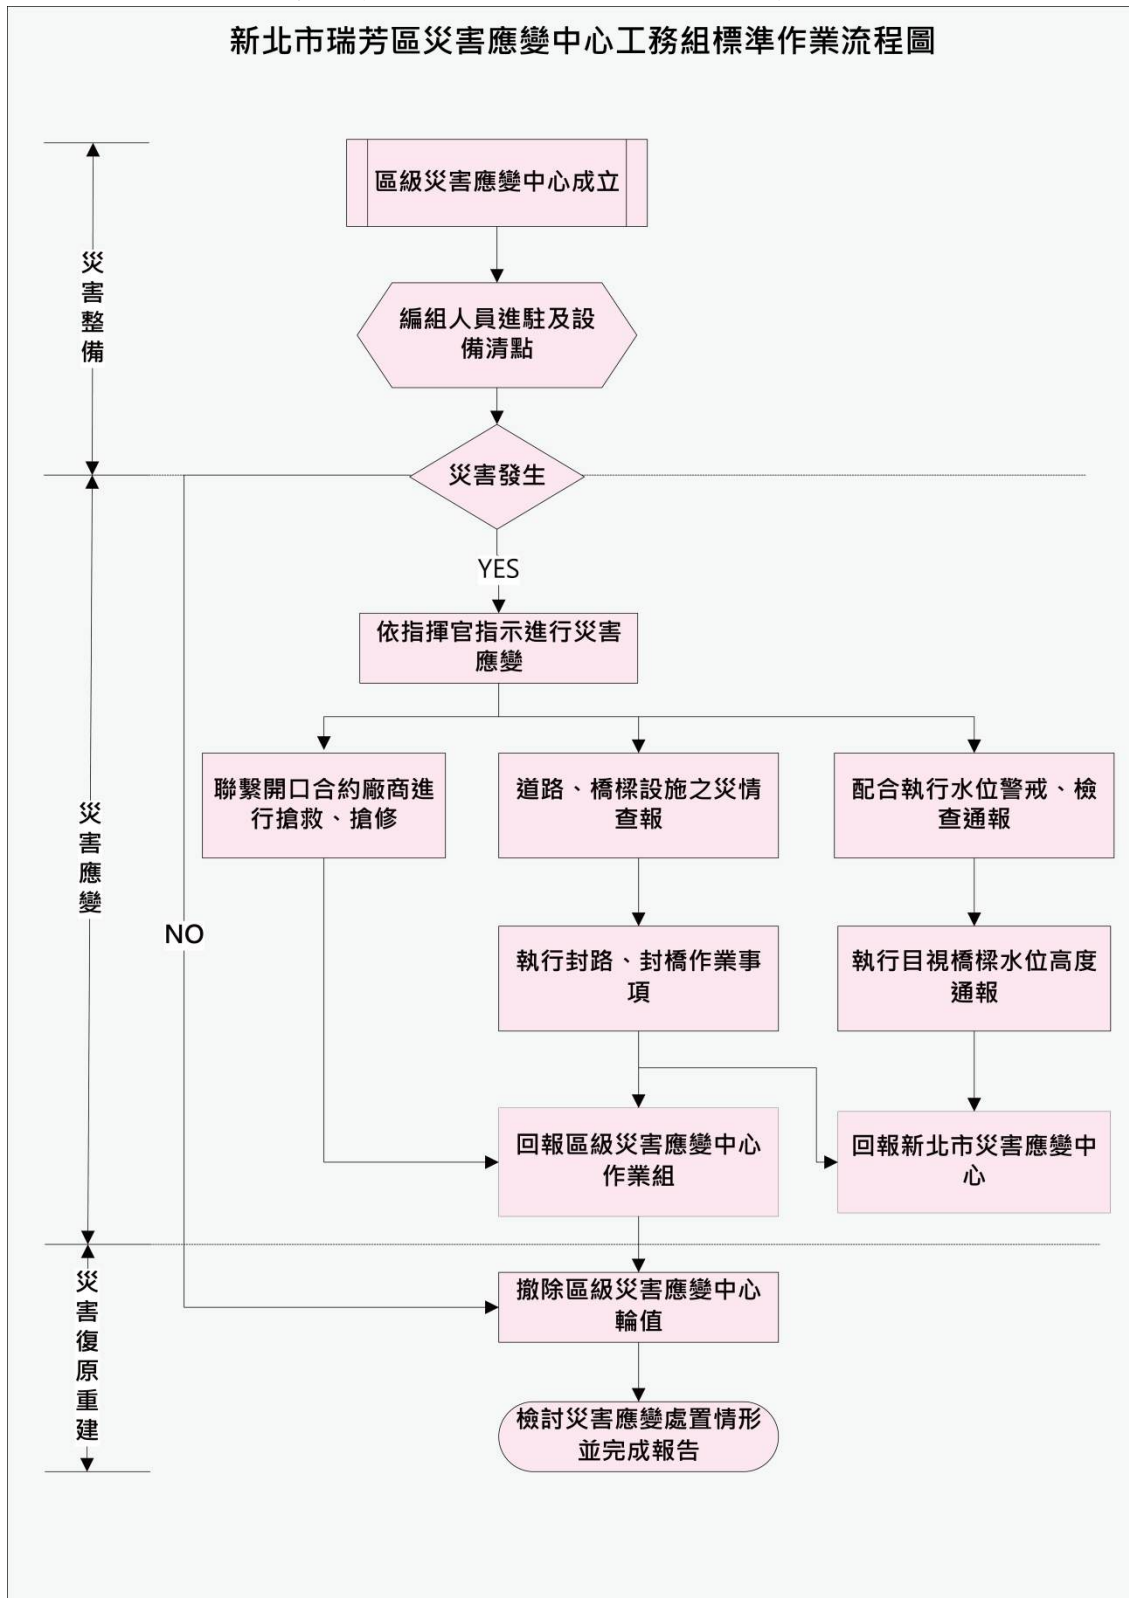 新北市瑞芳區災害應變中心工務組標準作業流程圖
區級災害應變中心成立
災害整備
編組人員進駐及設
備清點
災害發生
YES
依指揮官指示進行災害
應變
災害應變
聯繫開口合約廠商進
行搶救、搶修
道路、橋樑設施之災情
查報
配合執行水位警戒、檢
查通報
NO
執行封路、封橋作業事
項
執行目視橋樑水位高度
通報
回報區級災害應變中心
作業組
回報新北市災害應變中
心
災害復原重建
撤除區級災害應變中心
輪值
檢討災害應變處置情形
並完成報告